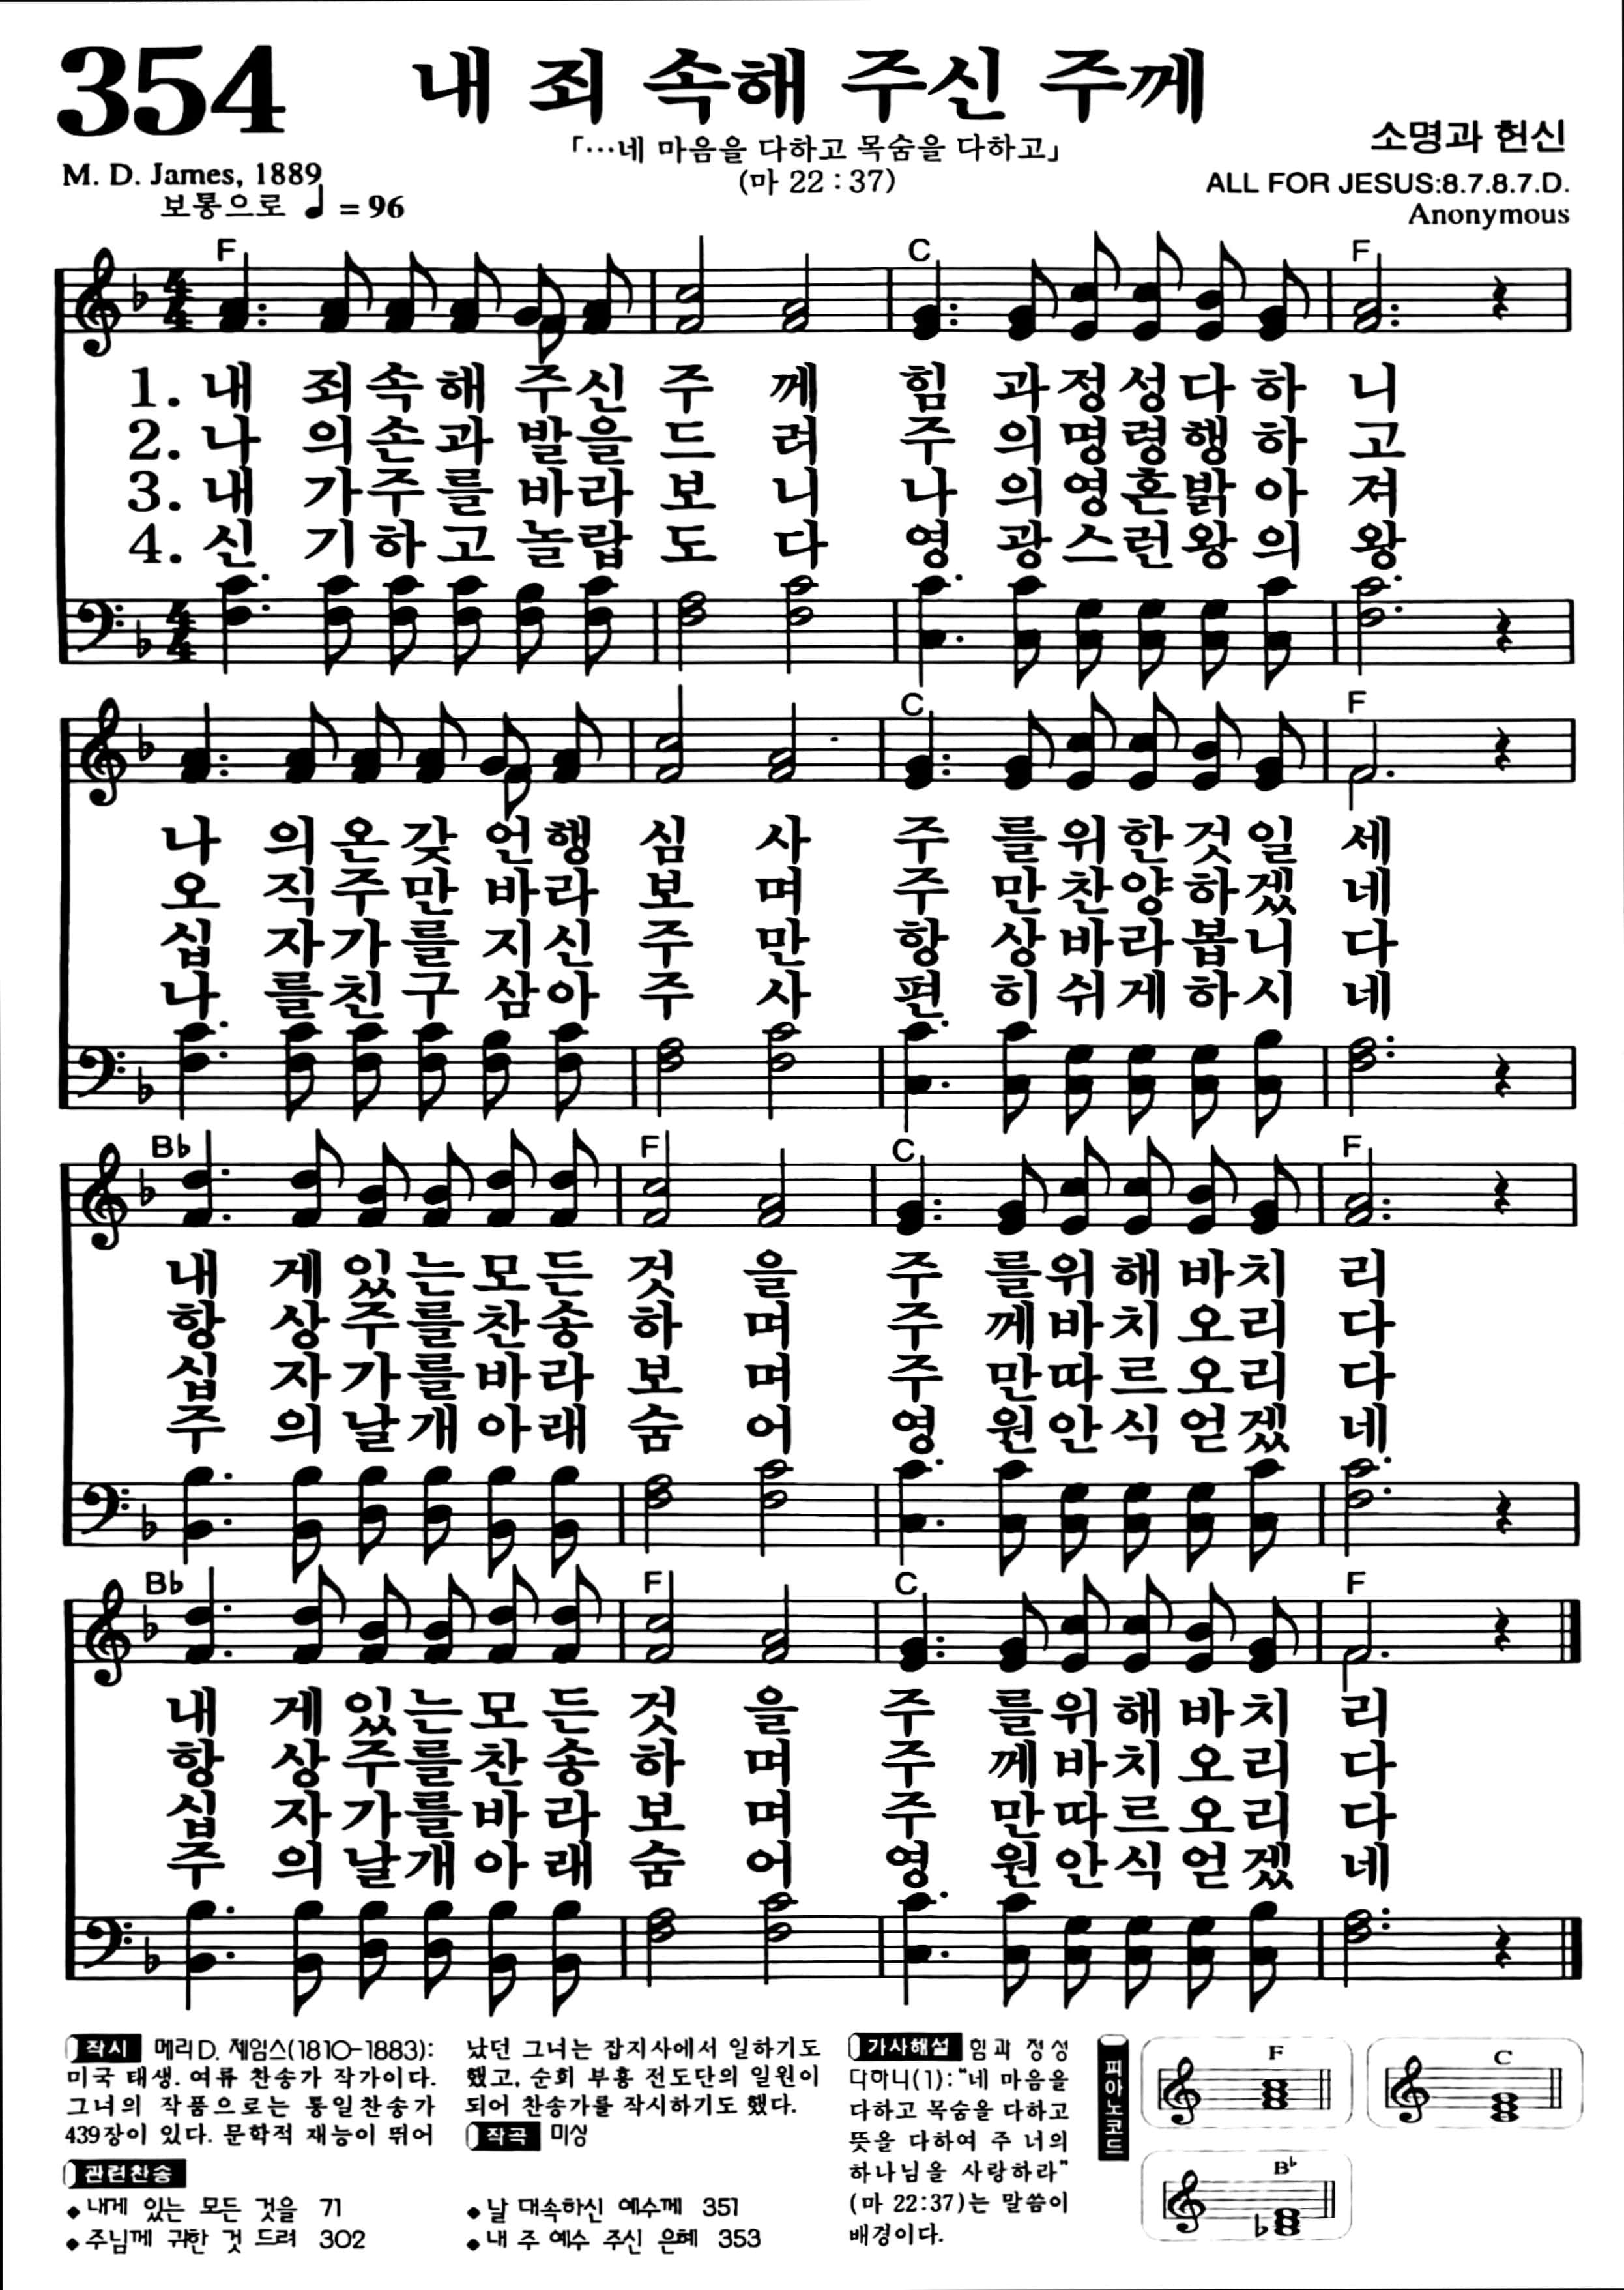 354
내 죄 속해 주신 주께
「…네 마음을 다하고 목숨을 다하고」
(마 22 : 37)
소명과 헌신
M. D. James, 1889
보통으로 ♩ = 96
ALL FOR JESUS:8.7.8.7.D.
Anonymous
F C F
1. 내 죄 속 해 주 신 주 께 힘 과 정 성 다 하 니
2. 나 의 손 과 발 을 드 려 주 의 명 령 행 하 고
3. 내 가 주 를 바 라 보 니 나 의 영 혼 밝 아 져
4. 신 기 하 고 놀 랍 도 다 영 광 스 런 왕 의 왕
C F
나 의 온 갖 언 행 심 사 주 를 위 한 것 일 세
오 직 주 만 바 라 보 며 주 만 찬 양 하 겠 네
십 자 가 를 지 신 주 만 항 상 바 라 봅 니 다
나 를 친 구 삼 아 주 사 편 히 쉬 게 하 시 네
B♭ F C F
내 게 있 는 모 든 것 을 주 를 위 해 바 치 리
항 상 주 를 찬 송 하 며 주 께 바 치 오 리 다
십 자 가 를 바 라 보 며 주 만 따 르 오 리 다
주 의 날 개 아 래 숨 어 영 원 안 식 얻 겠 네
B♭ F C F
내 게 있 는 모 든 것 을 주 를 위 해 바 치 리
항 상 주 를 찬 송 하 며 주 께 바 치 오 리 다
십 자 가 를 바 라 보 며 주 만 따 르 오 리 다
주 의 날 개 아 래 숨 어 영 원 안 식 얻 겠 네
작시 메리 D. 제임스(1810-1883):
미국 태생. 여류 찬송가 작가이다.
그녀의 작품으로는 통일찬송가
439장이 있다. 문학적 재능이 뛰어
났던 그녀는 잡지사에서 일하기도
했고, 순회 부흥 전도단의 일원이
되어 찬송가를 작시하기도 했다.
작곡 미상
관련찬송
◆내게 있는 모든 것을 71
◆주님께 귀한 것 드려 302
◆날 대속하신 예수께 351
◆내 주 예수 주신 은혜 353
가사해설 힘과 정성
다하니(1):“네 마음을
다하고 목숨을 다하고
뜻을 다하여 주 너의
하나님을 사랑하라”
(마 22:37)는 말씀이
배경이다.
피아노코드
F
C
B♭